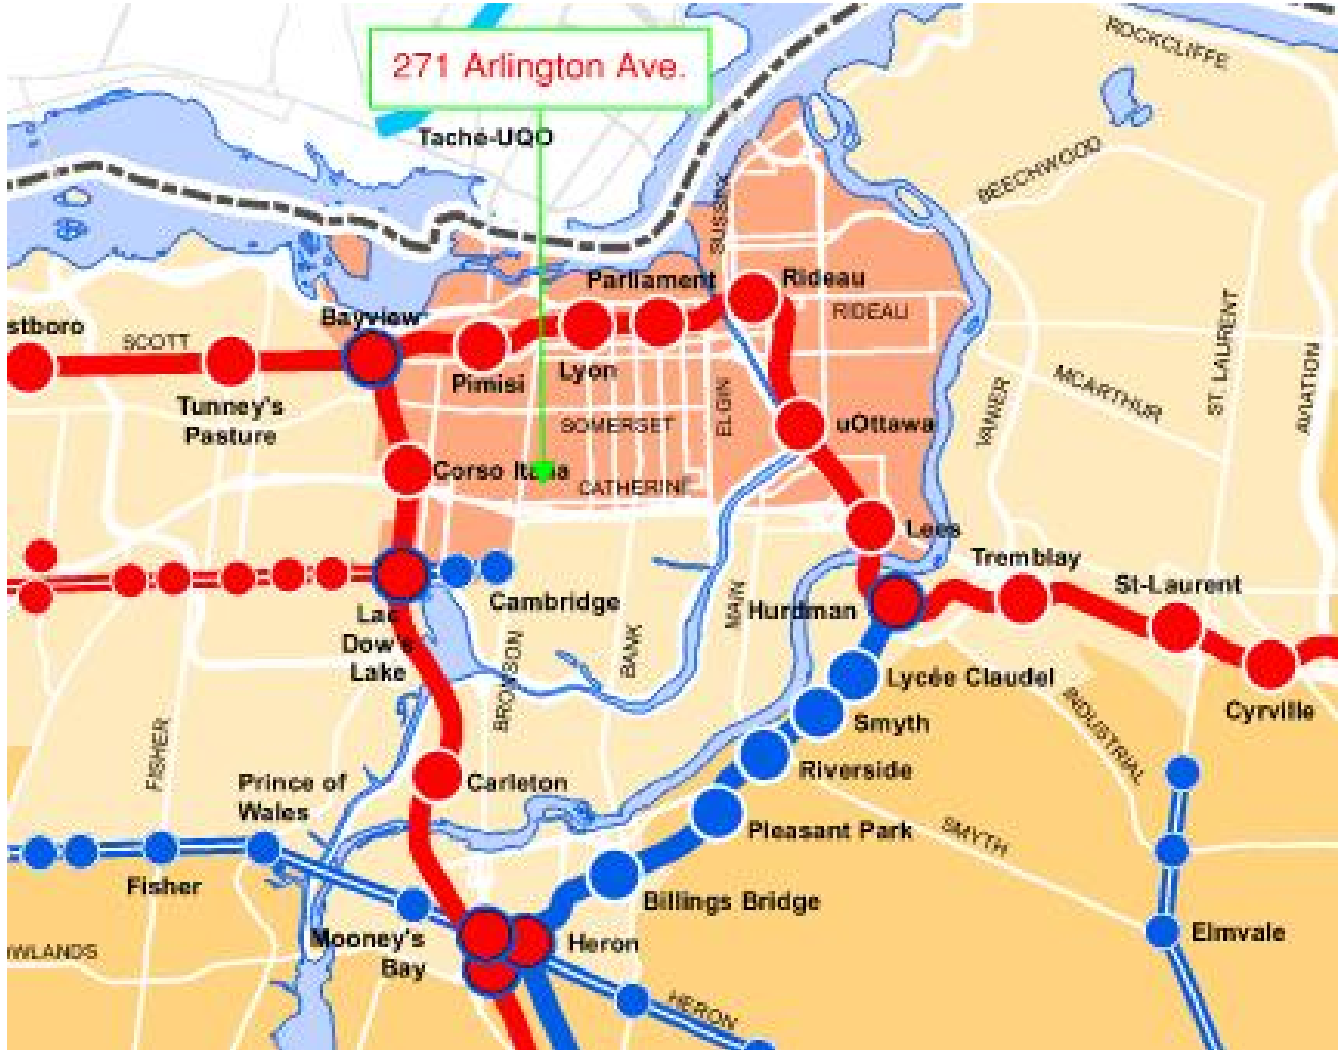 ROCKCLIFFE
271 Arlington Ave.
Taché-UQO
BEECHWOOD
SUSSEX
Parliament
Rideau
RIDEAU
stboro
SCOTT
Bayview
Pimisi
Lyon
ST. LAURENT
AVIATION
MCARTHUR
VANIER
Tunney's
Pasture
SOMERSET
ELGIN
uOttawa
Corso Italia
CATHERINE
Lees
Tremblay
St-Laurent
Cambridge
Lac
Dow's
Lake
MAIN
Hurdman
BRONSON
BANK
Lycée Claudel
Smyth
INDUSTRIAL
Cyrville
FISHER
Prince of
Wales
Carleton
Riverside
Pleasant Park
SMYTH
Fisher
Billings Bridge
Mooney's
Bay
Heron
Elmvale
WLANDS
HERON